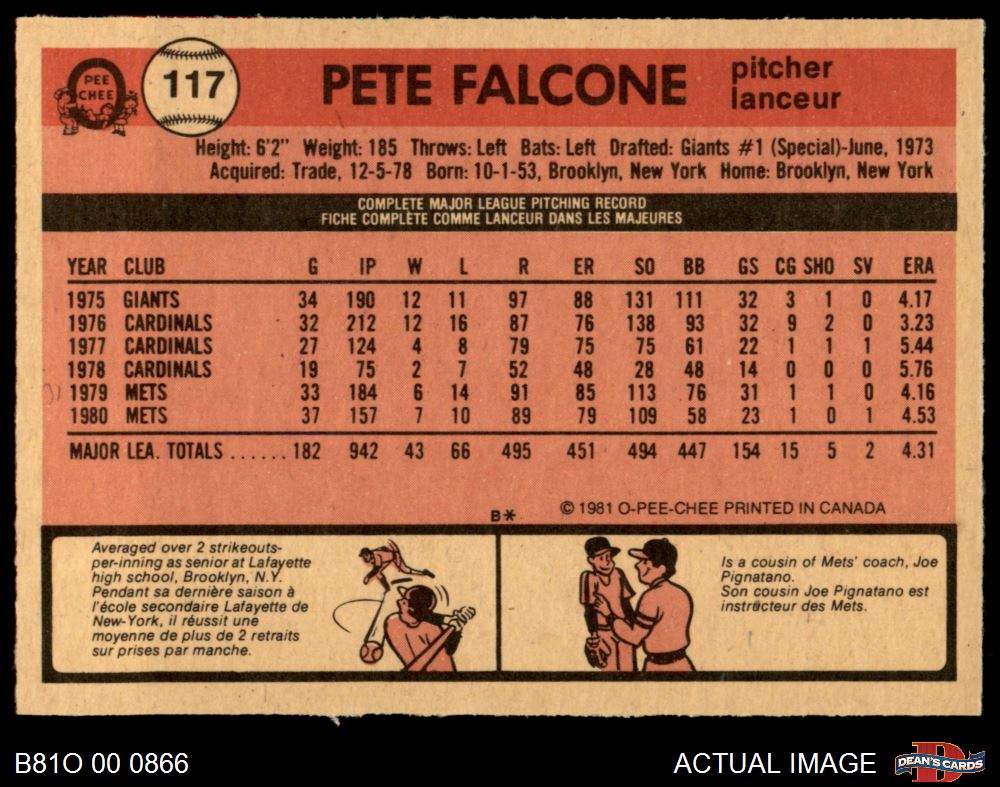 PEE
CHEE
117
PETE FALCONE
pitcher
lanceur
Height: 6'2" Weight: 185 Throws: Left Bats: Left Drafted: Giants #1 (Special)-June, 1973
Acquired: Trade, 12-5-78 Born: 10-1-53, Brooklyn, New York Home: Brooklyn, New York
COMPLETE MAJOR LEAGUE PITCHING RECORD
FICHE COMPLÈTE COMME LANCEUR DANS LES MAJEURES
YEAR CLUB G IP W L R ER SO BB GS CG SHO SV ERA
1975 GIANTS 34 190 12 11 97 88 131 111 32 3 1 0 4.17
1976 CARDINALS 32 212 12 16 87 76 138 93 32 9 2 0 3.23
1977 CARDINALS 27 124 4 8 79 75 75 61 22 1 1 1 5.44
1978 CARDINALS 19 75 2 7 52 48 28 48 14 0 0 0 5.76
1979 METS 33 184 6 14 91 85 113 76 31 1 1 0 4.16
1980 METS 37 157 7 10 89 79 109 58 23 1 0 1 4.53
MAJOR LEA. TOTALS ...... 182 942 43 66 495 451 494 447 154 15 5 2 4.31
B* © 1981 O-PEE-CHEE PRINTED IN CANADA
Averaged over 2 strikeouts-
per-inning as senior at Lafayette
high school, Brooklyn, N.Y.
Pendant sa dernière saison à
l'école secondaire Lafayette de
New-York, il réussit une
moyenne de plus de 2 retraits
sur prises par manche.
Is a cousin of Mets' coach, Joe
Pignatano.
Son cousin Joe Pignatano est
instructeur des Mets.
B81O 00 0866
ACTUAL IMAGE
D
DEAN'S CARDS